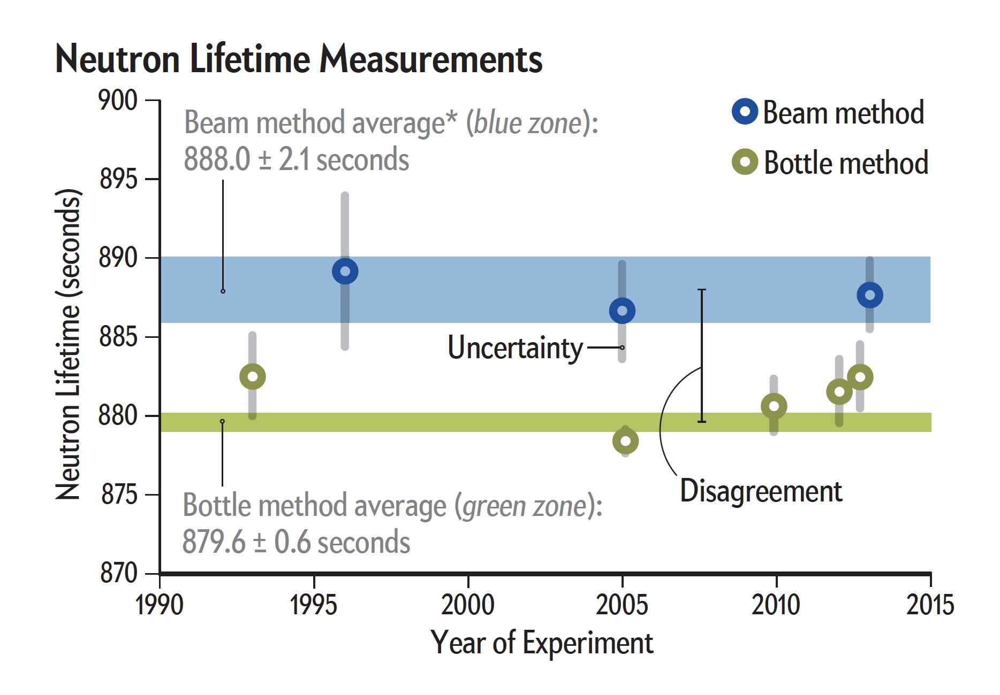 Neutron Lifetime Measurements
900
Beam method average* (blue zone):
888.0 ± 2.1 seconds
Beam method
Bottle method
895
890
885
880
875
870
Neutron Lifetime (seconds)
Uncertainty
Disagreement
Bottle method average (green zone):
879.6 ± 0.6 seconds
1990 1995 2000 2005 2010 2015
Year of Experiment